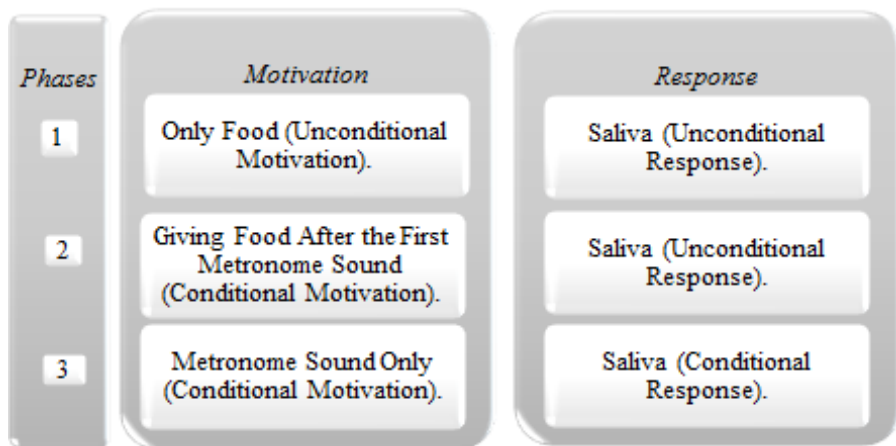 Phases Motivation Response
1 Only Food (Unconditional
Motivation).
Saliva (Unconditional
Response).
2 Giving Food After the First
Metronome Sound
(Conditional Motivation).
Saliva (Unconditional
Response).
3 Metronome Sound Only
(Conditional Motivation).
Saliva (Conditional
Response).